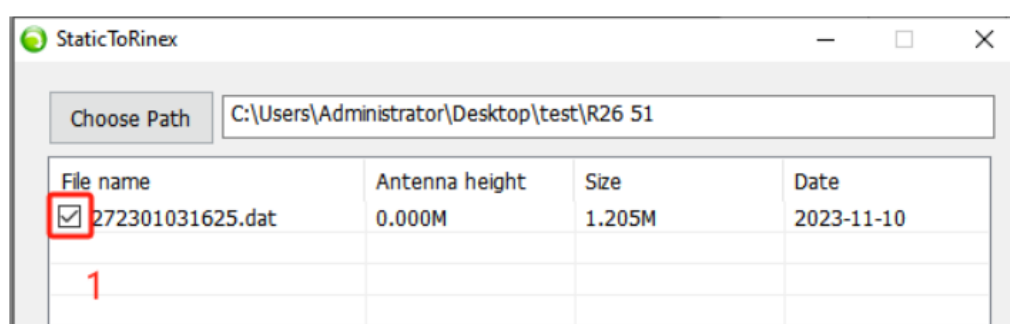 StaticToRinex
Choose Path C:\Users\Administrator\Desktop\test\R26 51
File name Antenna height Size Date
272301031625.dat 0.000M 1.205M 2023-11-10
1